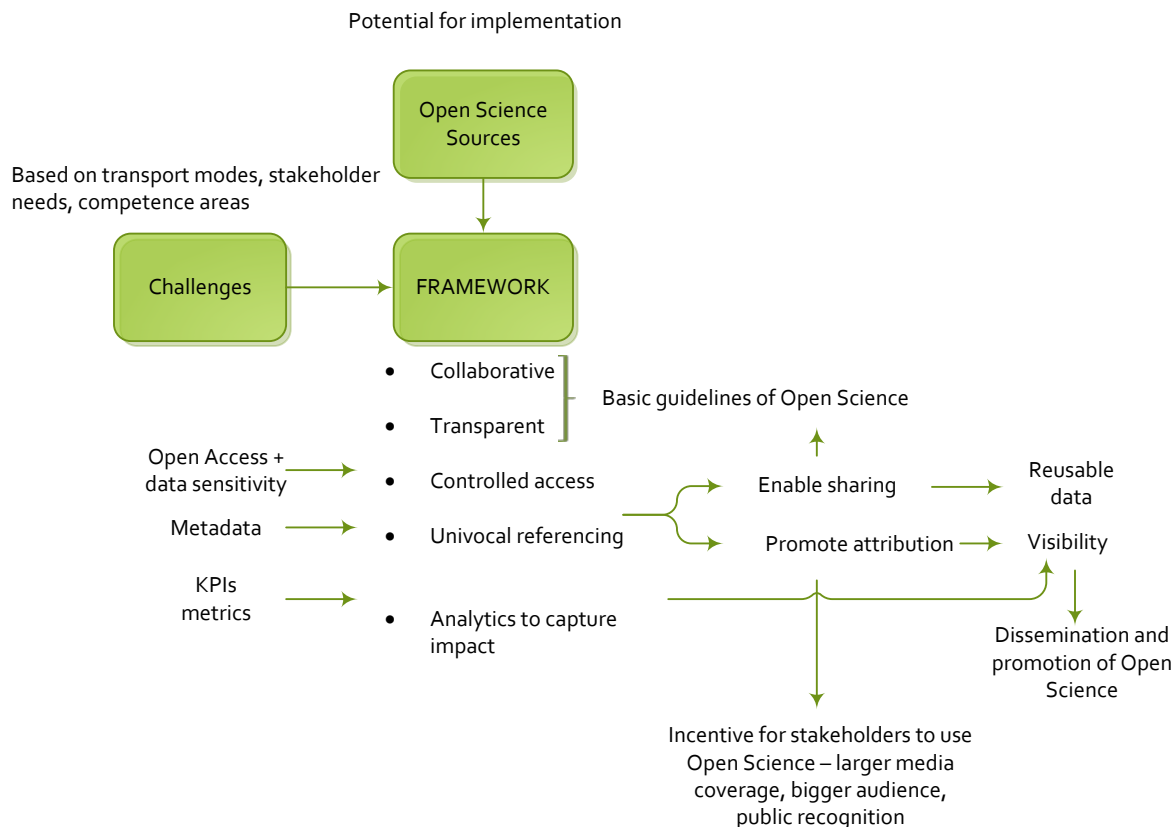 Potential for implementation
Open Science
Sources
Based on transport modes, stakeholder
needs, competence areas
Challenges
FRAMEWORK
• Collaborative
• Transparent
Basic guidelines of Open Science
Open Access +
data sensitivity
• Controlled access
Enable sharing
Reusable
data
Metadata
• Univocal referencing
Promote attribution
Visibility
KPIs
metrics
• Analytics to capture
impact
Dissemination and
promotion of Open
Science
Incentive for stakeholders to use
Open Science – larger media
coverage, bigger audience,
public recognition